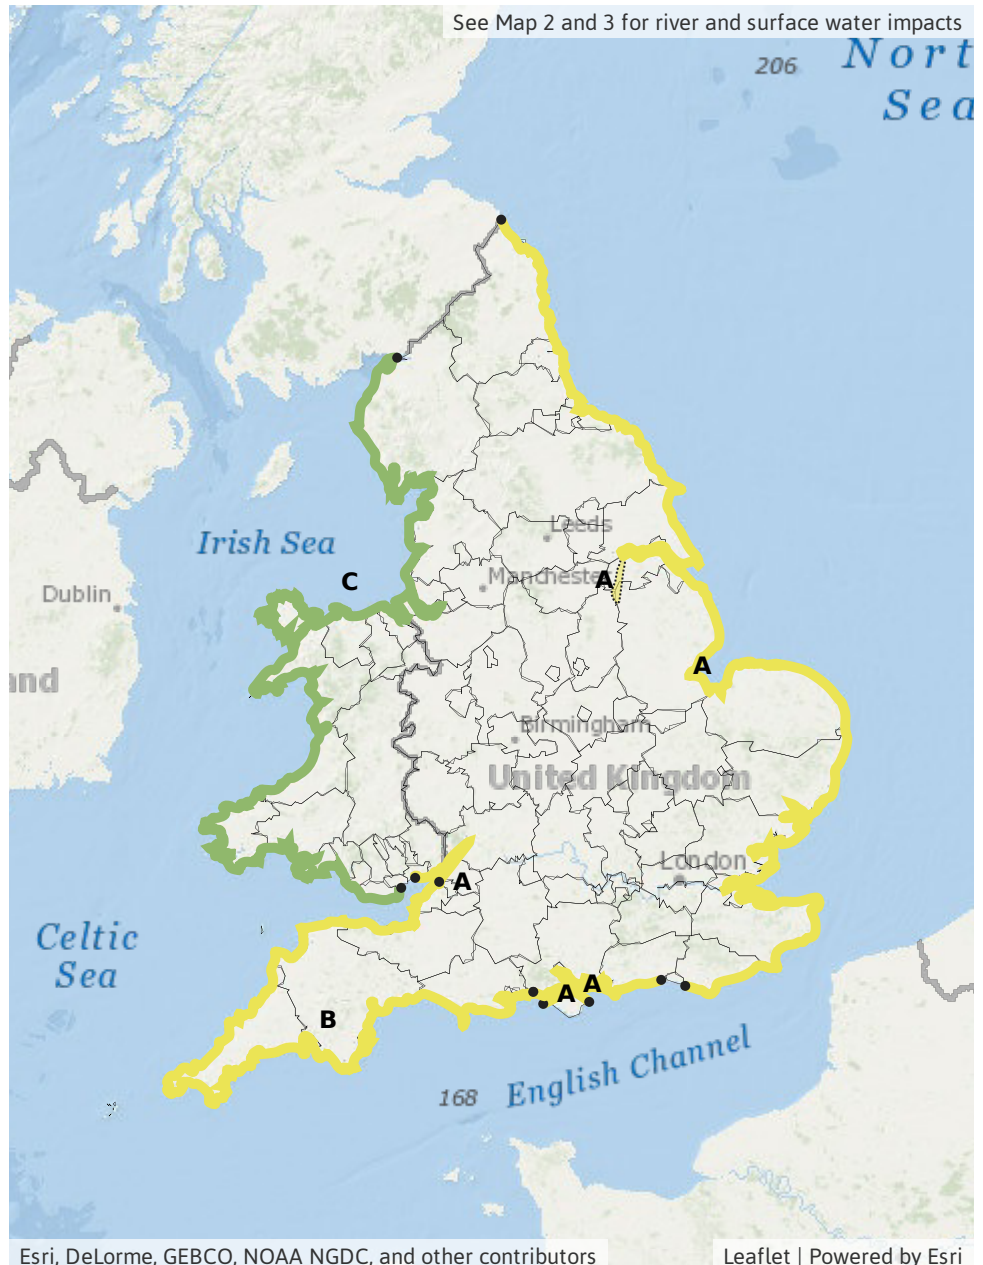 See Map 2 and 3 for river and surface water impacts
Nort
206
Sea
Leeds
Irish Sea
C
Mancheste
A
Dublin
A
and
Birmingham
United Kingdom
London
A
Celtic
Sea
A
A
B
English Channel
168
Esri, DeLorme, GEBCO, NOAA NGDC, and other contributors
Leaflet | Powered by Esri